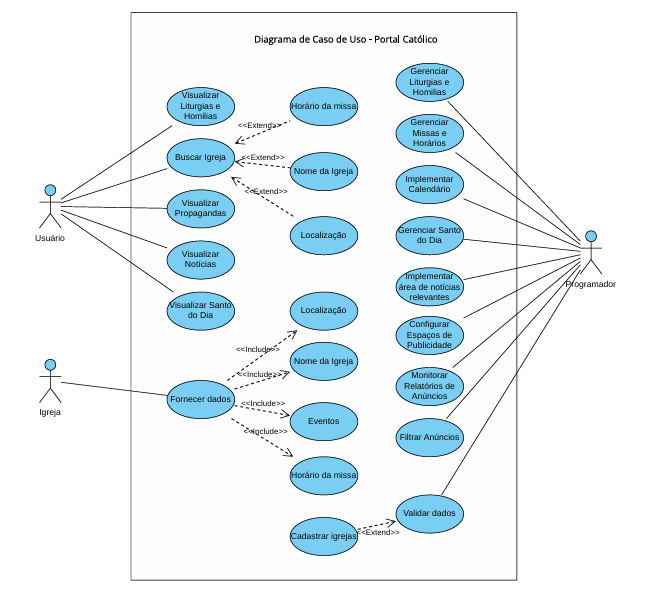 Diagrama de Caso de Uso - Portal Católico
Visualizar
Liturgias e
Homilias
Buscar Igreja
Visualizar
Propagandas
Visualizar
Notícias
Visualizar Santo
do Dia
Usuário
Horário da missa
<<Extend>>
Nome da Igreja
<<Extend>>
Localização
<<Extend>>
Igreja
Fornecer dados
Localização
<<Include>>
Nome da Igreja
<<Include>>
Eventos
<<Include>>
Horário da missa
<<Include>>
Cadastrar igrejas
<<Extend>>
Gerenciar
Liturgias e
Homilias
Gerenciar
Missas e
Horários
Implementar
Calendário
Gerenciar Santo
do Dia
Implementar
área de notícias
relevantes
Configurar
Espaços de
Publicidade
Monitorar
Relatórios de
Anúncios
Filtrar Anúncios
Validar dados
Programador